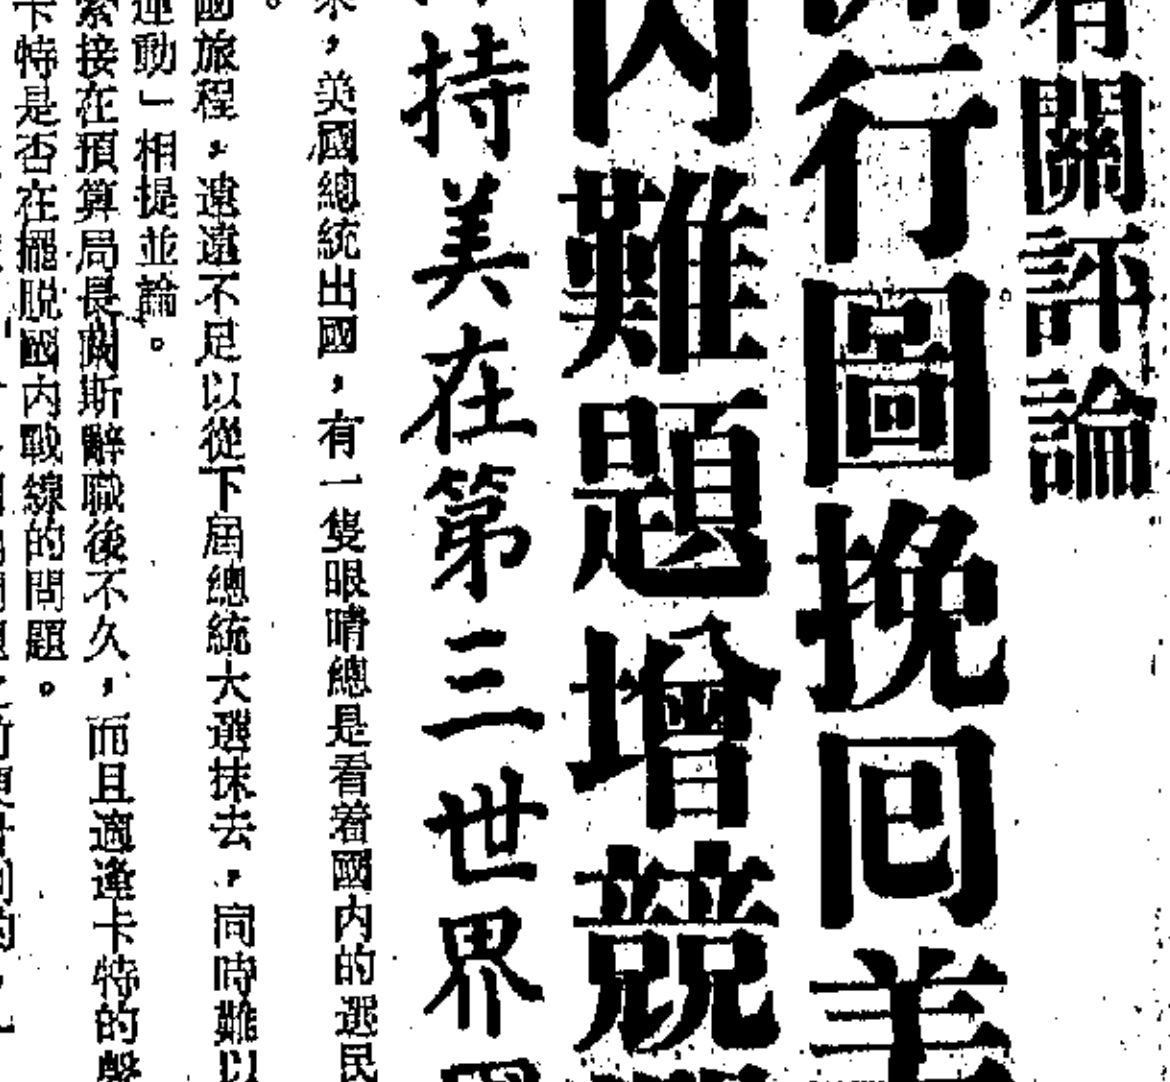 有關評論
行圖挽回美
內難題增競
持美在第三世界國
來，美國總統出國，有一隻眼睛總是看着國內的選民
國旅程，遠遠不足以從下屆總統大選抹去，同時難以
運動」相提並論。
索接在預算局長蘭斯辭職後不久，而且適逢卡特的聲
卡特是否在擺脫國內戰線的問題。